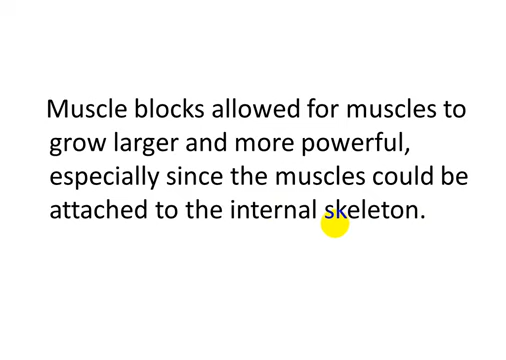 Muscle blocks allowed for muscles to
grow larger and more powerful,
especially since the muscles could be
attached to the internal skeleton.